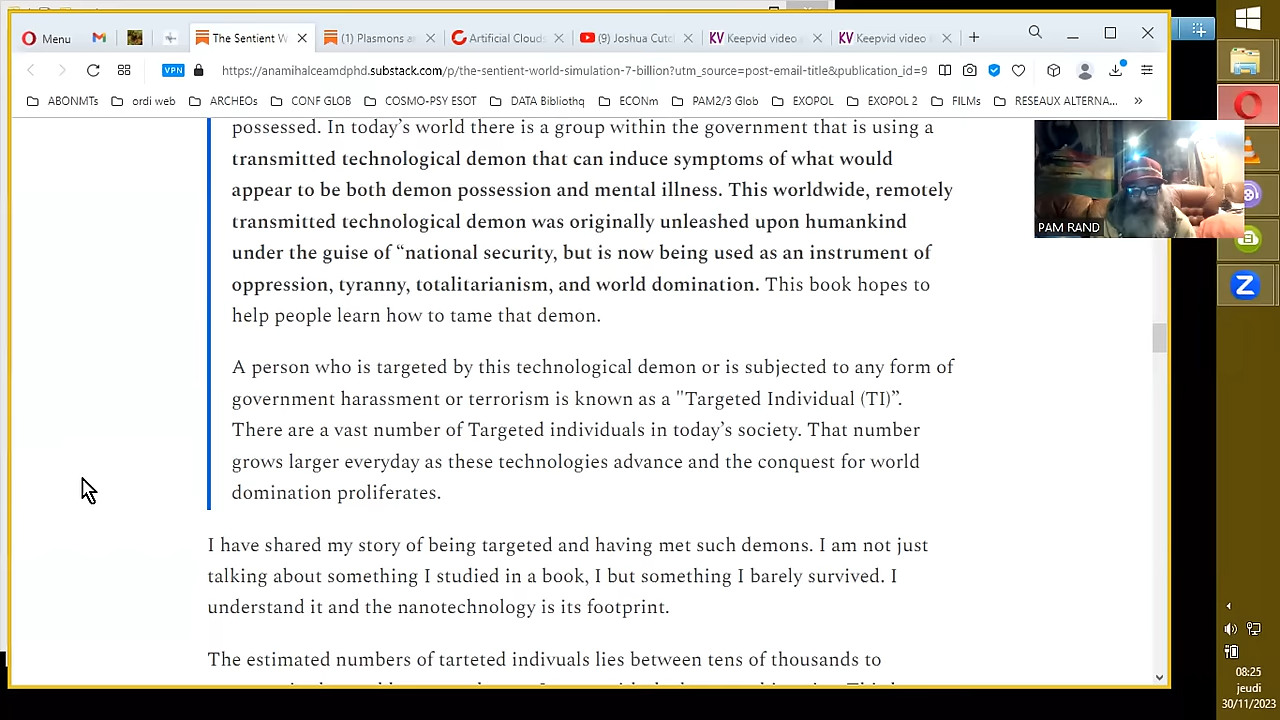 Menu
The Sentient W
(1) Plasmons a
Artificial Cloud
(9) Joshua Cutc
KV Keepvid video
KV Keepvid video
VPN
https://anamihalceamdphd.substack.com/p/the-sentient-world-simulation-7-billion?utm_source=post-email-title&publication_id=9
ABONMTs
ordi web
ARCHEOs
CONF GLOB
COSMO-PSY ESOT
DATA Bibliothq
ECONm
PAM2/3 Glob
EXOPOL
EXOPOL 2
FILMs
RESEAUX ALTERNA...
»
possessed. In today's world there is a group within the government that is using a
transmitted technological demon that can induce symptoms of what would
appear to be both demon possession and mental illness. This worldwide, remotely
transmitted technological demon was originally unleashed upon humankind
under the guise of “national security, but is now being used as an instrument of
oppression, tyranny, totalitarianism, and world domination. This book hopes to
help people learn how to tame that demon.
A person who is targeted by this technological demon or is subjected to any form of
government harassment or terrorism is known as a "Targeted Individual (TI)”.
There are a vast number of Targeted individuals in today's society. That number
grows larger everyday as these technologies advance and the conquest for world
domination proliferates.
I have shared my story of being targeted and having met such demons. I am not just
talking about something I studied in a book, I but something I barely survived. I
understand it and the nanotechnology is its footprint.
The estimated numbers of tarteted indivuals lies between tens of thousands to
PAM RAND
Z
08:25
jeudi
30/11/2023